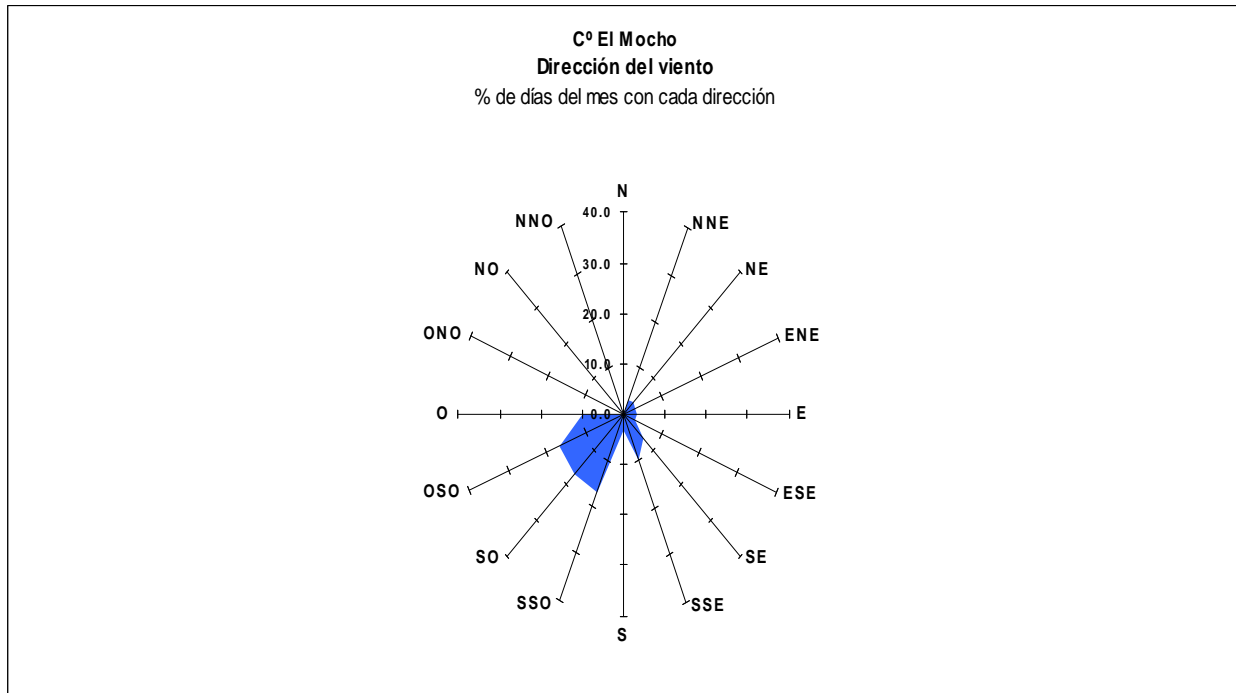 Cº El Mocho
Dirección del viento
% de días del mes con cada dirección
N
40.0
NNO
NNE
30.0
NO
NE
20.0
ONO
ENE
10.0
O
0.0
E
OSO
ESE
SO
SE
SSO
SSE
S